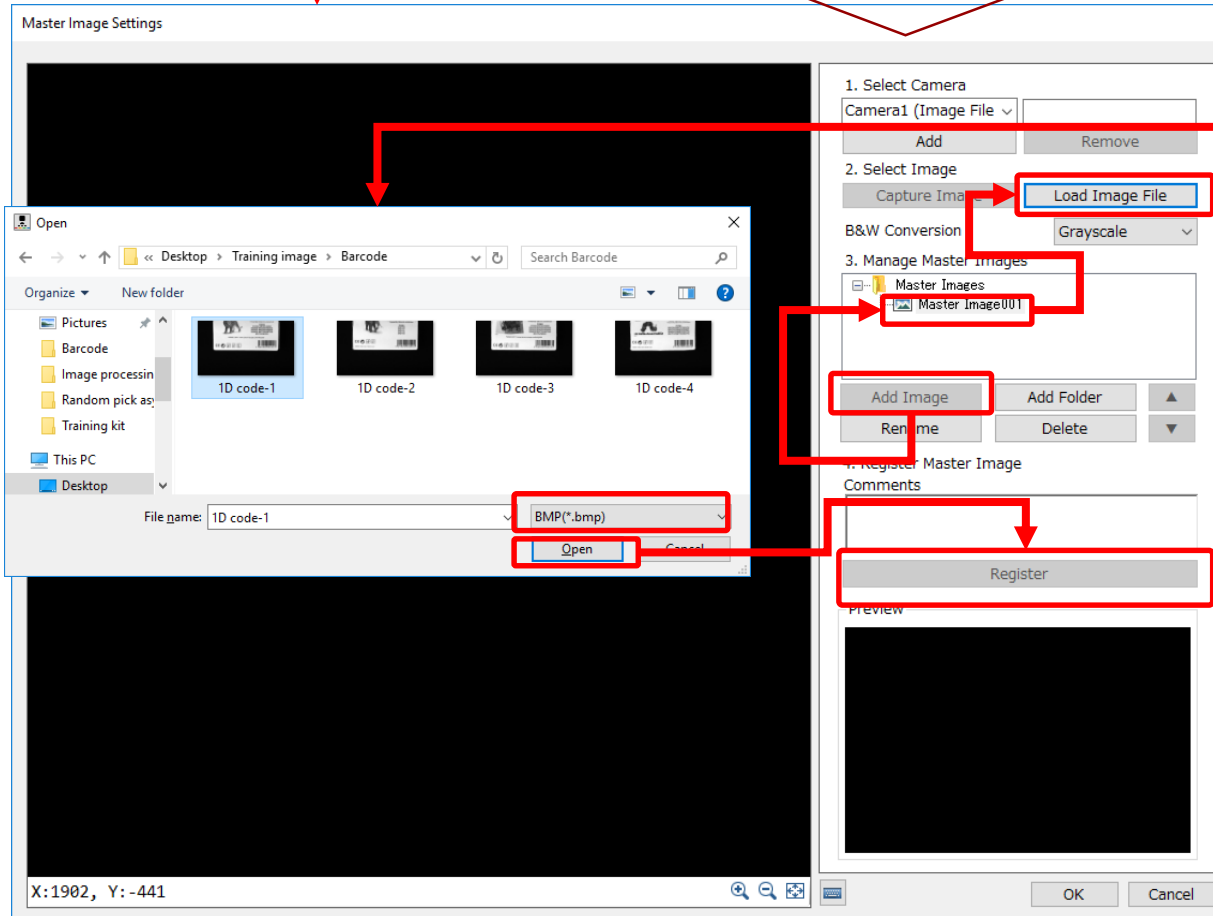 Master Image Settings
1. Select Camera
Camera1 (Image File
Add
Remove
2. Select Image
Capture Image
Load Image File
B&W Conversion
Grayscale
3. Manage Master Images
Master Images
Master Image001
Add Image
Add Folder
▲
Rename
Delete
▼
4. Register Master Image
Comments
Register
Preview
Open
« Desktop › Training image › Barcode
Search Barcode
Organize
New folder
Pictures
Barcode
Image processin
Random pick as
Training kit
This PC
Desktop
1D code-1
1D code-2
1D code-3
1D code-4
File name:
1D code-1
BMP(*.bmp)
Open
Cancel
X:1902, Y:-441
OK
Cancel